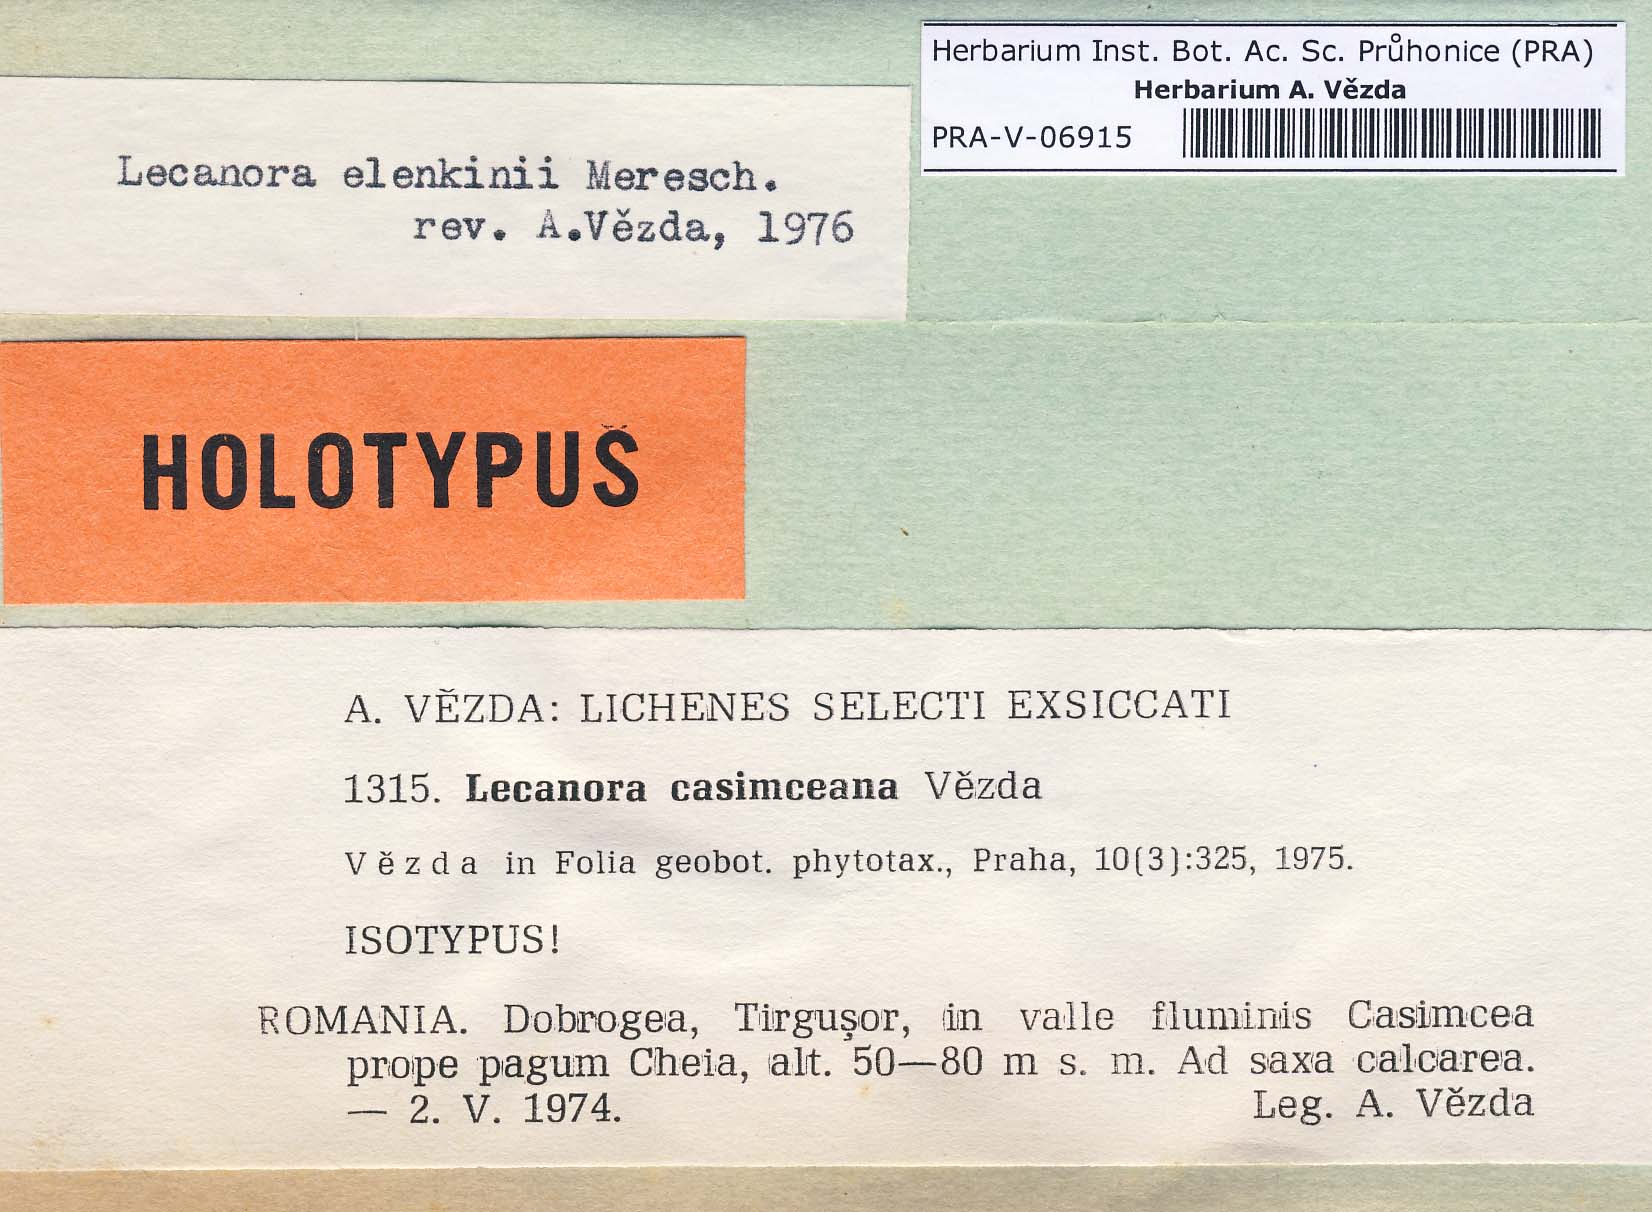 Herbarium Inst. Bot. Ac. Sc. Průhonice (PRA)
Herbarium A. Vězda
PRA-V-06915
Lecanora elenkinii Meresch.
rev. A.Vězda, 1976
HOLOTYPUŠ
A. VĚZDA: LICHENES SELECTI EXSICCATI
1315. Lecanora casimceana Vězda
Vězda in Folia geobot. phytotax., Praha, 10(3):325, 1975.
ISOTYPUS!
ROMANIA. Dobrogea, Tirguşor, in valle fluminis Casimcea
prope pagum Cheia, alt. 50—80 m s. m. Ad saxa calcarea.
— 2. V. 1974. Leg. A. Vězda